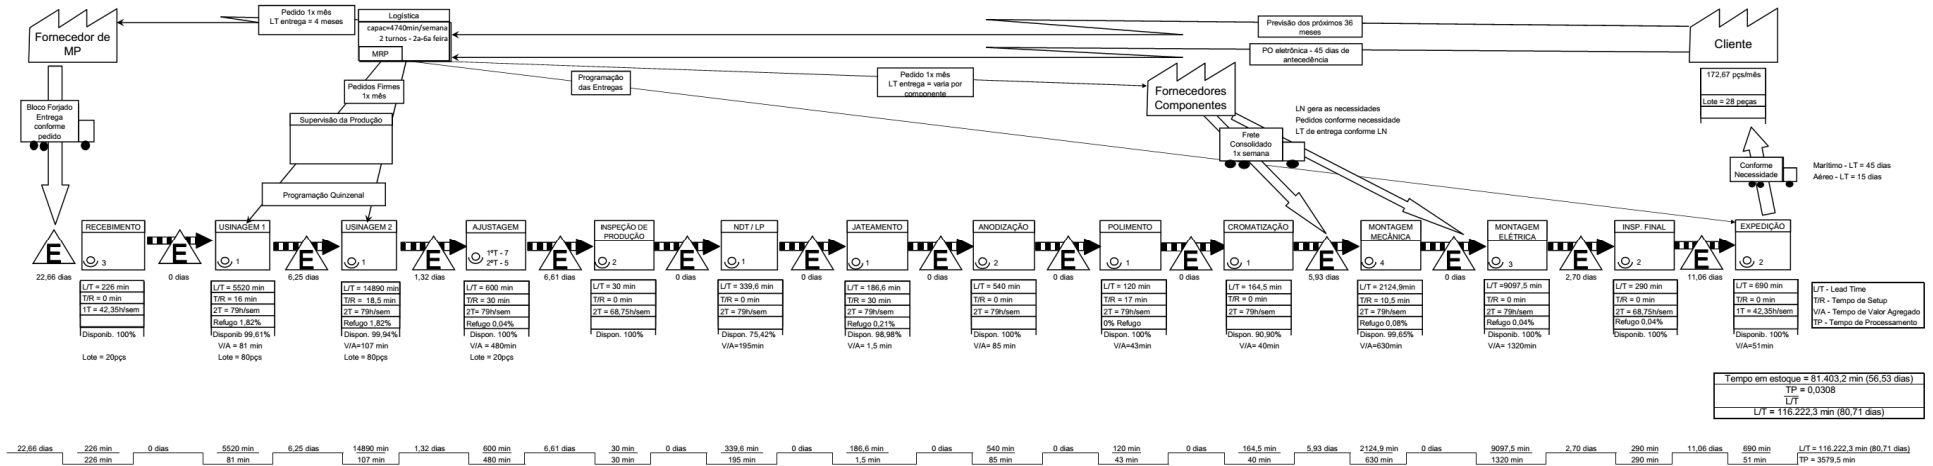 Fornecedor de
MP
Pedido 1x mês
LT entrega = 4 meses
Logística
capac=4740min/semana
2 turnos - 2a-6a feira
MRP
Previsão dos próximos 36
meses
PO eletrônica - 45 dias de
antecedência
Cliente
172,67 pçs/mês
Lote = 28 peças
Bloco Forjado
Entrega
conforme
pedido
Pedidos Firmes
1x mês
Supervisão da Produção
Programação Quinzenal
Programação
das Entregas
Pedido 1x mês
LT entrega = varia por
componente
Fornecedores
Componentes
LN gera as necessidades
Pedidos conforme necessidade
LT de entrega conforme LN
Frete
Consolidado
1x semana
Conforme
Necessidade
Marítimo - LT = 45 dias
Aéreo - LT = 15 dias
E
22,66 dias
RECEBIMENTO
3
L/T = 226 min
T/R = 0 min
1T = 42,35h/sem
Disponib. 100%
Lote = 20pçs
E
0 dias
USINAGEM 1
1
L/T = 5520 min
T/R = 16 min
2T = 79h/sem
Refugo 1,82%
Disponib 99,61%
V/A = 81 min
Lote = 80pçs
E
6,25 dias
USINAGEM 2
1
L/T = 14890 min
T/R = 18,5 min
2T = 79h/sem
Refugo 1,82%
Dispon. 99,94%
V/A=107 min
Lote = 80pçs
E
1,32 dias
AJUSTAGEM
1ºT - 7
2ºT - 5
L/T = 600 min
T/R = 30 min
2T= 79h/sem
Refugo 0,04%
Dispon. 100%
V/A = 480min
Lote = 20pçs
E
6,61 dias
INSPEÇÃO DE
PRODUÇÃO
2
L/T = 30 min
T/R = 0 min
2T = 68,75h/sem
Dispon. 100%
E
0 dias
NDT / LP
1
L/T = 339,6 min
T/R = 0 min
2T = 79h/sem
Dispon. 75,42%
V/A=195min
E
0 dias
JATEAMENTO
1
L/T = 186,6 min
T/R = 30 min
2T = 79h/sem
Refugo 0,21%
Dispon. 98,98%
V/A= 1,5 min
E
0 dias
ANODIZAÇÃO
2
L/T = 540 min
T/R = 0 min
2T = 79h/sem
Dispon. 100%
V/A= 85 min
E
0 dias
POLIMENTO
1
L/T = 120 min
T/R = 17 min
2T = 79h/sem
0% Refugo
Dispon. 100%
V/A=43min
E
0 dias
CROMATIZAÇÃO
1
L/T = 164,5 min
T/R = 0 min
2T = 79h/sem
Dispon. 90,90%
V/A= 40min
E
5,93 dias
MONTAGEM
MECÂNICA
4
L/T = 2124,9min
T/R = 10,5 min
2T = 79h/sem
Refugo 0,08%
Dispon. 99,65%
V/A=630min
E
0 dias
MONTAGEM
ELÉTRICA
3
L/T =9097,5 min
T/R = 0 min
2T = 79h/sem
Refugo 0,04%
Disponib. 100%
V/A= 1320min
E
2,70 dias
INSP. FINAL
2
L/T = 290 min
T/R = 0 min
2T = 68,75h/sem
Refugo 0,04%
Disponib. 100%
E
11,06 dias
EXPEDIÇÃO
2
L/T = 690 min
T/R = 0 min
1T = 42,35h/sem
Dispon. 100%
V/A=51min
L/T - Lead Time
T/R - Tempo de Setup
V/A - Tempo de Valor Agregado
TP - Tempo de Processamento
Tempo em estoque = 81.403,2 min (56,53 dias)
TP = 0,0308
L/T
L/T = 116.222,3 min (80,71 dias)
22,66 dias 226 min 0 dias 5520 min 6,25 dias 14890 min 1,32 dias 600 min 6,61 dias 30 min 0 dias 339,6 min 0 dias 186,6 min 0 dias 540 min 0 dias 120 min 0 dias 164,5 min 5,93 dias 2124,9 min 0 dias 9097,5 min 2,70 dias 290 min 11,06 dias 690 min L/T = 116.222,3 min (80,71 dias)
226 min 81 min 107 min 480 min 30 min 195 min 1,5 min 85 min 43 min 40 min 630 min 1320 min 290 min 51 min TP = 3579,5 min